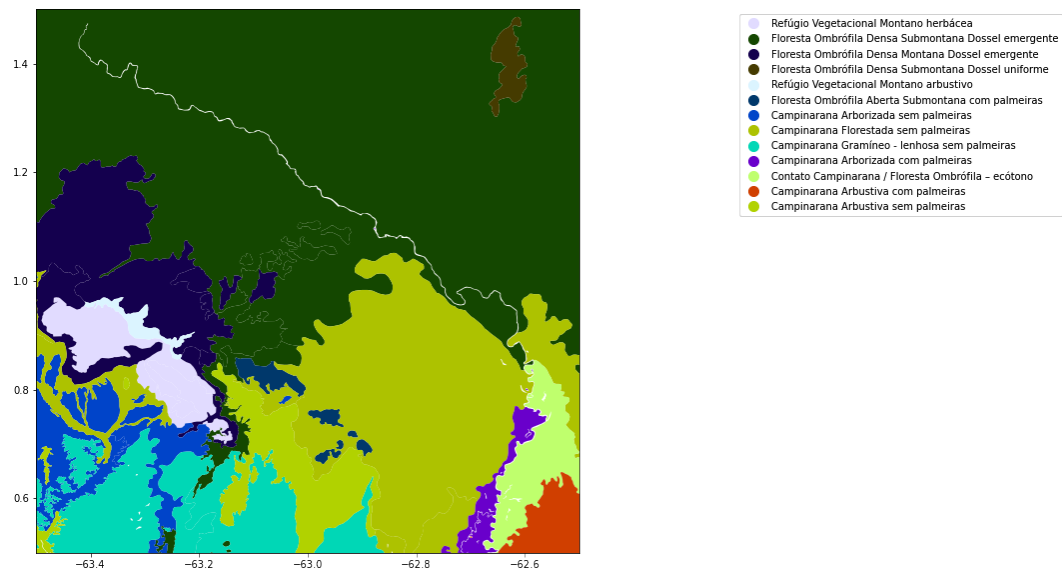 Refúgio Vegetacional Montano herbácea
Floresta Ombrófila Densa Submontana Dossel emergente
Floresta Ombrófila Densa Montana Dossel emergente
Floresta Ombrófila Densa Submontana Dossel uniforme
Refúgio Vegetacional Montano arbustivo
Floresta Ombrófila Aberta Submontana com palmeiras
Campinarana Arborizada sem palmeiras
Campinarana Florestada sem palmeiras
Campinarana Gramíneo - lenhosa sem palmeiras
Campinarana Arborizada com palmeiras
Contato Campinarana / Floresta Ombrófila – ecótono
Campinarana Arbustiva com palmeiras
Campinarana Arbustiva sem palmeiras
1.4
1.2
1.0
0.8
0.6
−63.4 −63.2 −63.0 −62.8 −62.6